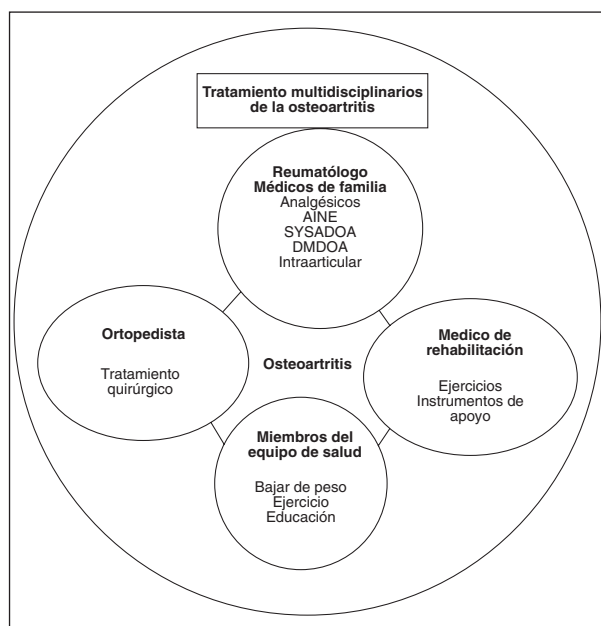 Tratamiento multidisciplinarios
de la osteoartritis
Reumatólogo
Médicos de familia
Analgésicos
AINE
SYSADOA
DMDOA
Intraarticular
Ortopedista
Tratamiento
quirúrgico
Osteoartritis
Medico de
rehabilitación
Ejercicios
Instrumentos de
apoyo
Miembros del
equipo de salud
Bajar de peso
Ejercicio
Educación